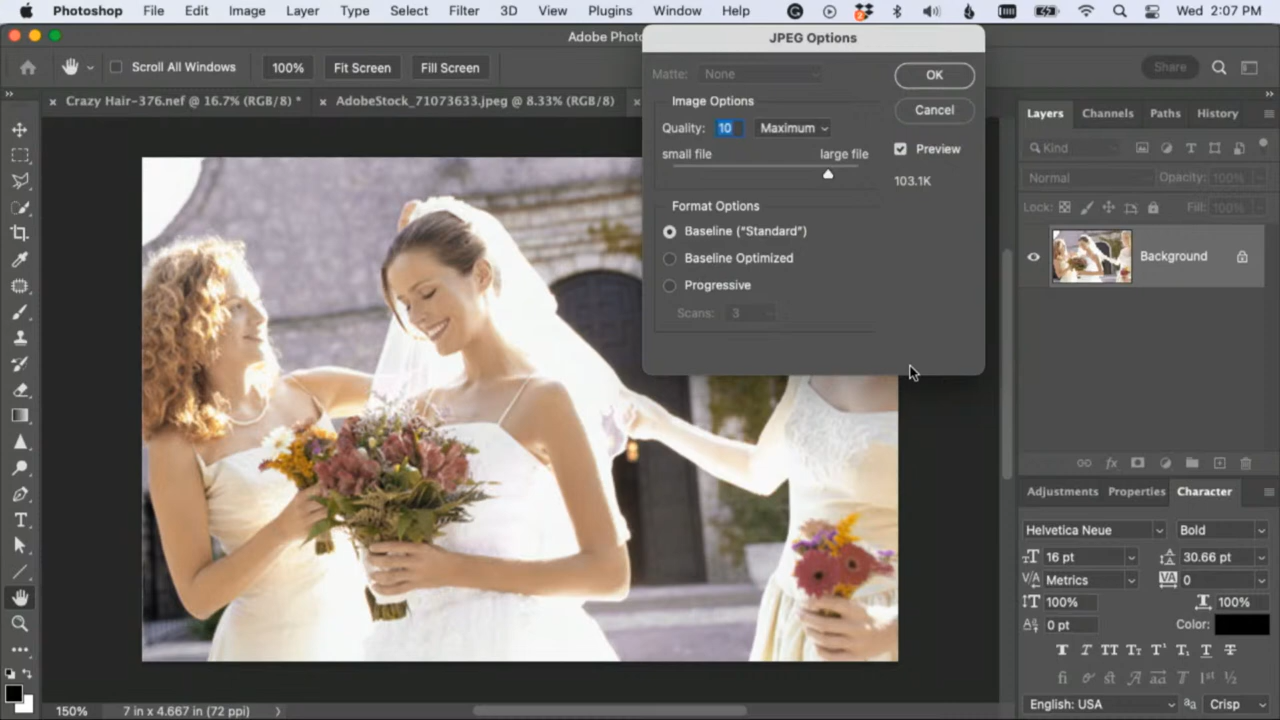 Photoshop File Edit Image Layer Type Select Filter 3D View Plugins Window Help Wed 2:07 PM
Adobe Photo
JPEG Options
Scroll All Windows 100% Fit Screen Fill Screen Share
Crazy Hair-376.nef @ 16.7% (RGB/8) * AdobeStock_71073633.jpeg @ 8.33% (RGB/8)
Matte: None
OK
Image Options
Cancel
Quality: 10 Maximum
Preview
small file large file
103.1K
Format Options
Baseline ("Standard")
Baseline Optimized
Progressive
Scans: 3
Layers Channels Paths History
Kind
Normal Opacity: 100%
Lock: Fill: 100%
Background
Adjustments Properties Character
Helvetica Neue Bold
16 pt 30.66 pt
Metrics 0
100% 100%
0 pt Color:
English: USA Crisp
150% 7 in x 4.667 in (72 ppi)